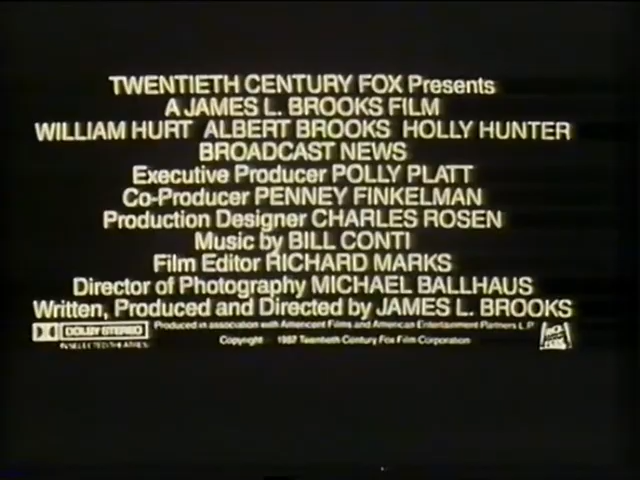 TWENTIETH CENTURY FOX Presents
A JAMES L. BROOKS FILM
WILLIAM HURT ALBERT BROOKS HOLLY HUNTER
BROADCAST NEWS
Executive Producer POLLY PLATT
Co-Producer PENNEY FINKELMAN
Production Designer CHARLES ROSEN
Music by BILL CONTI
Film Editor RICHARD MARKS
Director of Photography MICHAEL BALLHAUS
Written, Produced and Directed by JAMES L. BROOKS
DOLBY STEREO
IN SELECTED THEATRES
Produced in association with Amercent Films and American Entertainment Partners L.P.
Copyright 1987 Twentieth Century Fox Film Corporation